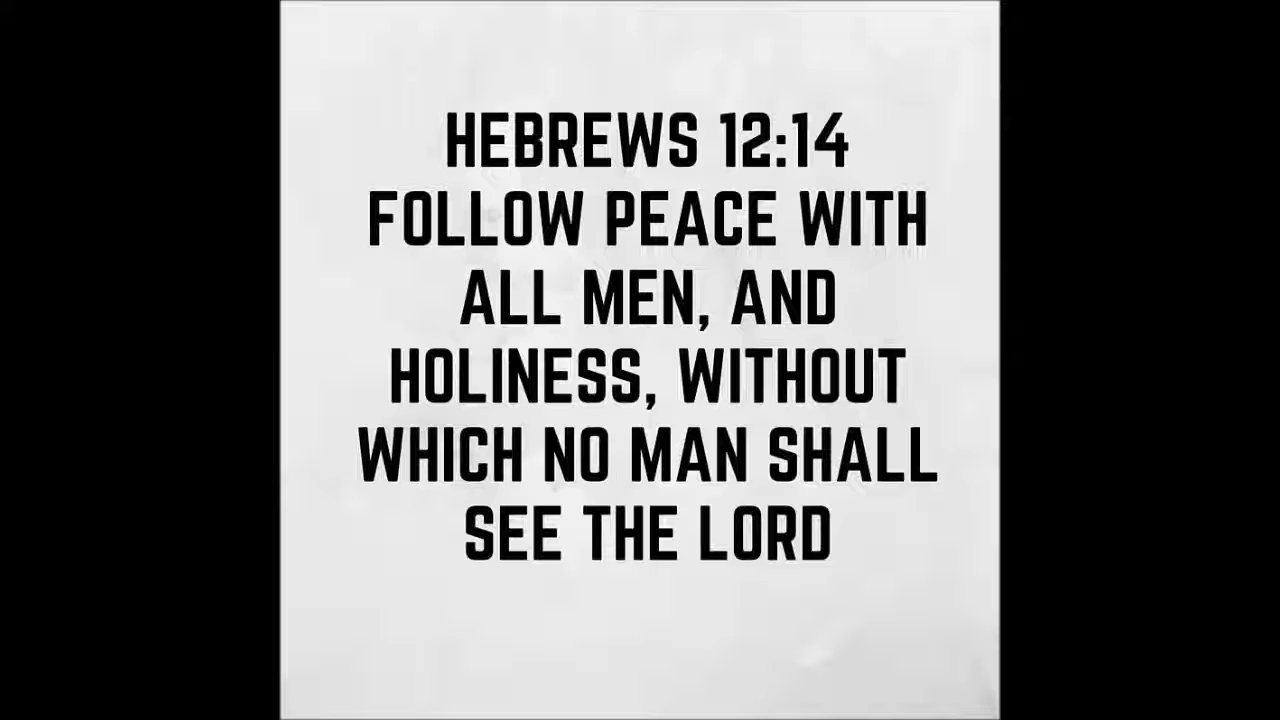 HEBREWS 12:14
FOLLOW PEACE WITH
ALL MEN, AND
HOLINESS, WITHOUT
WHICH NO MAN SHALL
SEE THE LORD